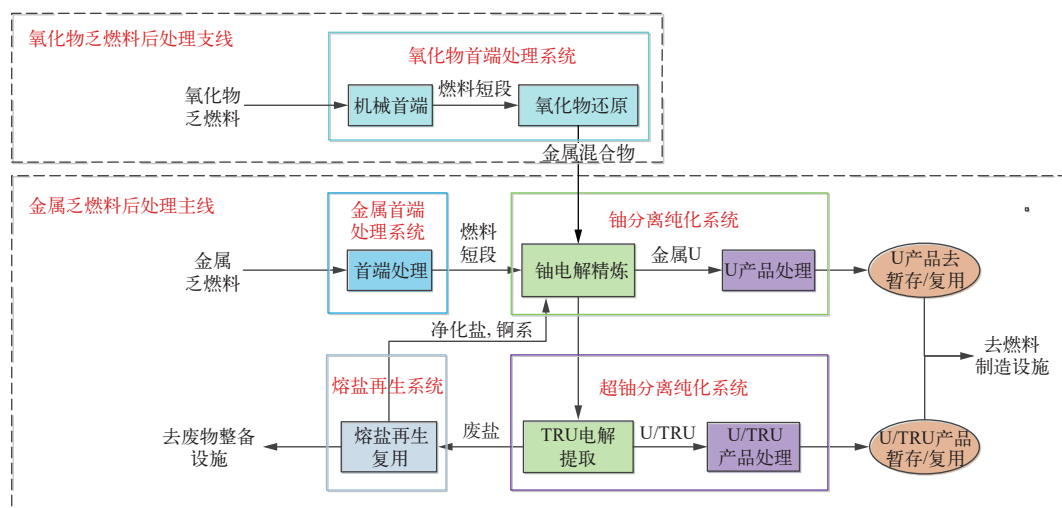 氧化物乏燃料后处理支线
氧化物首端处理系统
氧化物
乏燃料
机械首端
燃料短段
氧化物还原
金属混合物
金属乏燃料后处理主线
金属首端
处理系统
金属
乏燃料
首端处理
燃料
短段
铀分离纯化系统
铀电解精炼
金属U
U产品处理
U产品去
暂存/复用
净化盐, 锕系
去燃料
制造设施
熔盐再生系统
超铀分离纯化系统
去废物整备
设施
熔盐再生
复用
废盐
TRU电解
提取
U/TRU
U/TRU
产品处理
U/TRU产品
暂存/复用